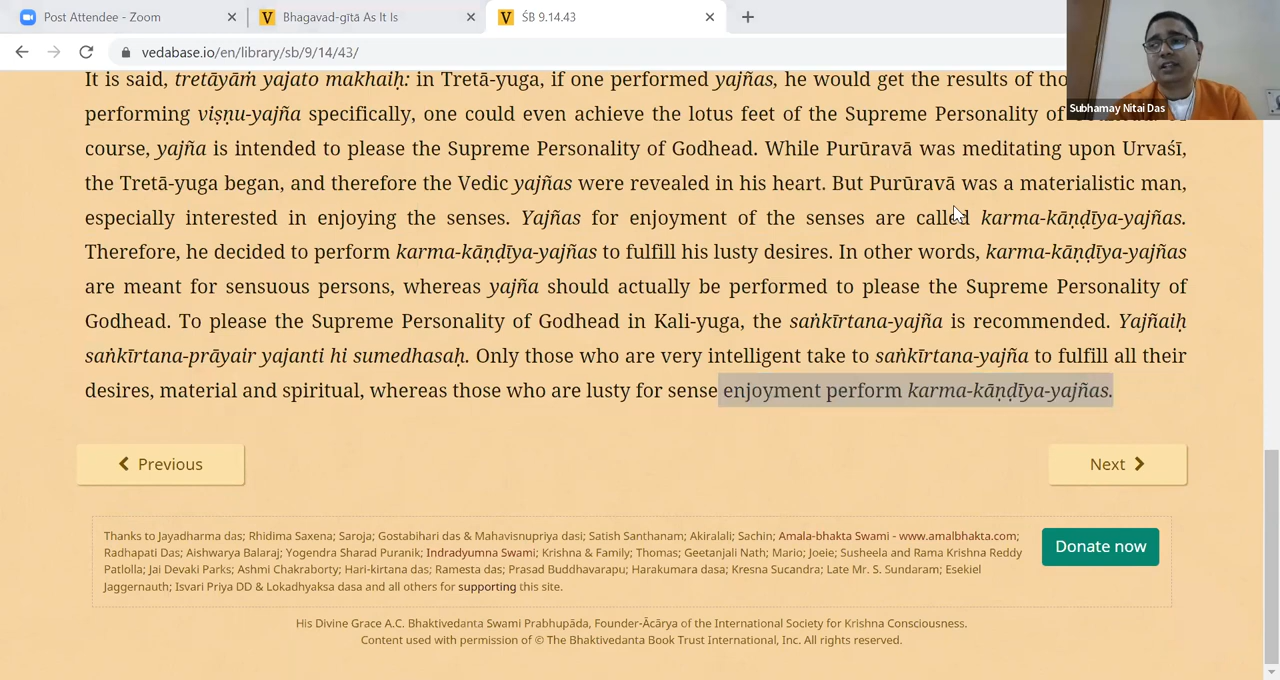 Post Attendee - Zoom
Bhagavad-gītā As It Is
ŚB 9.14.43
vedabase.io/en/library/sb/9/14/43/
Subhamay Nitai Das
It is said, tretāyāṁ yajato makhaiḥ: in Tretā-yuga, if one performed yajñas, he would get the results of
performing viṣṇu-yajña specifically, one could even achieve the lotus feet of the Supreme Personality of
course, yajña is intended to please the Supreme Personality of Godhead. While Purūravā was meditating upon Urvaśī,
the Tretā-yuga began, and therefore the Vedic yajñas were revealed in his heart. But Purūravā was a materialistic man,
especially interested in enjoying the senses. Yajñas for enjoyment of the senses are called karma-kāṇḍīya-yajñas.
Therefore, he decided to perform karma-kāṇḍīya-yajñas to fulfill his lusty desires. In other words, karma-kāṇḍīya-yajñas
are meant for sensuous persons, whereas yajña should actually be performed to please the Supreme Personality of
Godhead. To please the Supreme Personality of Godhead in Kali-yuga, the saṅkīrtana-yajña is recommended. Yajñaiḥ
saṅkīrtana-prāyair yajanti hi sumedhasaḥ. Only those who are very intelligent take to saṅkīrtana-yajña to fulfill all their
desires, material and spiritual, whereas those who are lusty for sense enjoyment perform karma-kāṇḍīya-yajñas.
Previous
Next
Thanks to Jayadharma das; Rhidima Saxena; Saroja; Gostabihari das & Mahavisnupriya dasi; Satish Santhanam; Akiralali; Sachin; Amala-bhakta Swami - www.amalbhakta.com;
Radhapati Das; Aishwarya Balaraj; Yogendra Sharad Puranik; Indradyumna Swami; Krishna & Family; Thomas; Geetanjali Nath; Mario; Joeie; Susheela and Rama Krishna Reddy
Patlolla; Jai Devaki Parks; Ashmi Chakraborty; Hari-kirtana das; Ramesta das; Prasad Buddhavarapu; Harakumara dasa; Kresna Sucandra; Late Mr. S. Sundaram; Esekiel
Jaggernauth; Isvari Priya DD & Lokadhyaksa dasa and all others for supporting this site.
Donate now
His Divine Grace A.C. Bhaktivedanta Swami Prabhupāda, Founder-Ācārya of the International Society for Krishna Consciousness.
Content used with permission of © The Bhaktivedanta Book Trust International, Inc. All rights reserved.